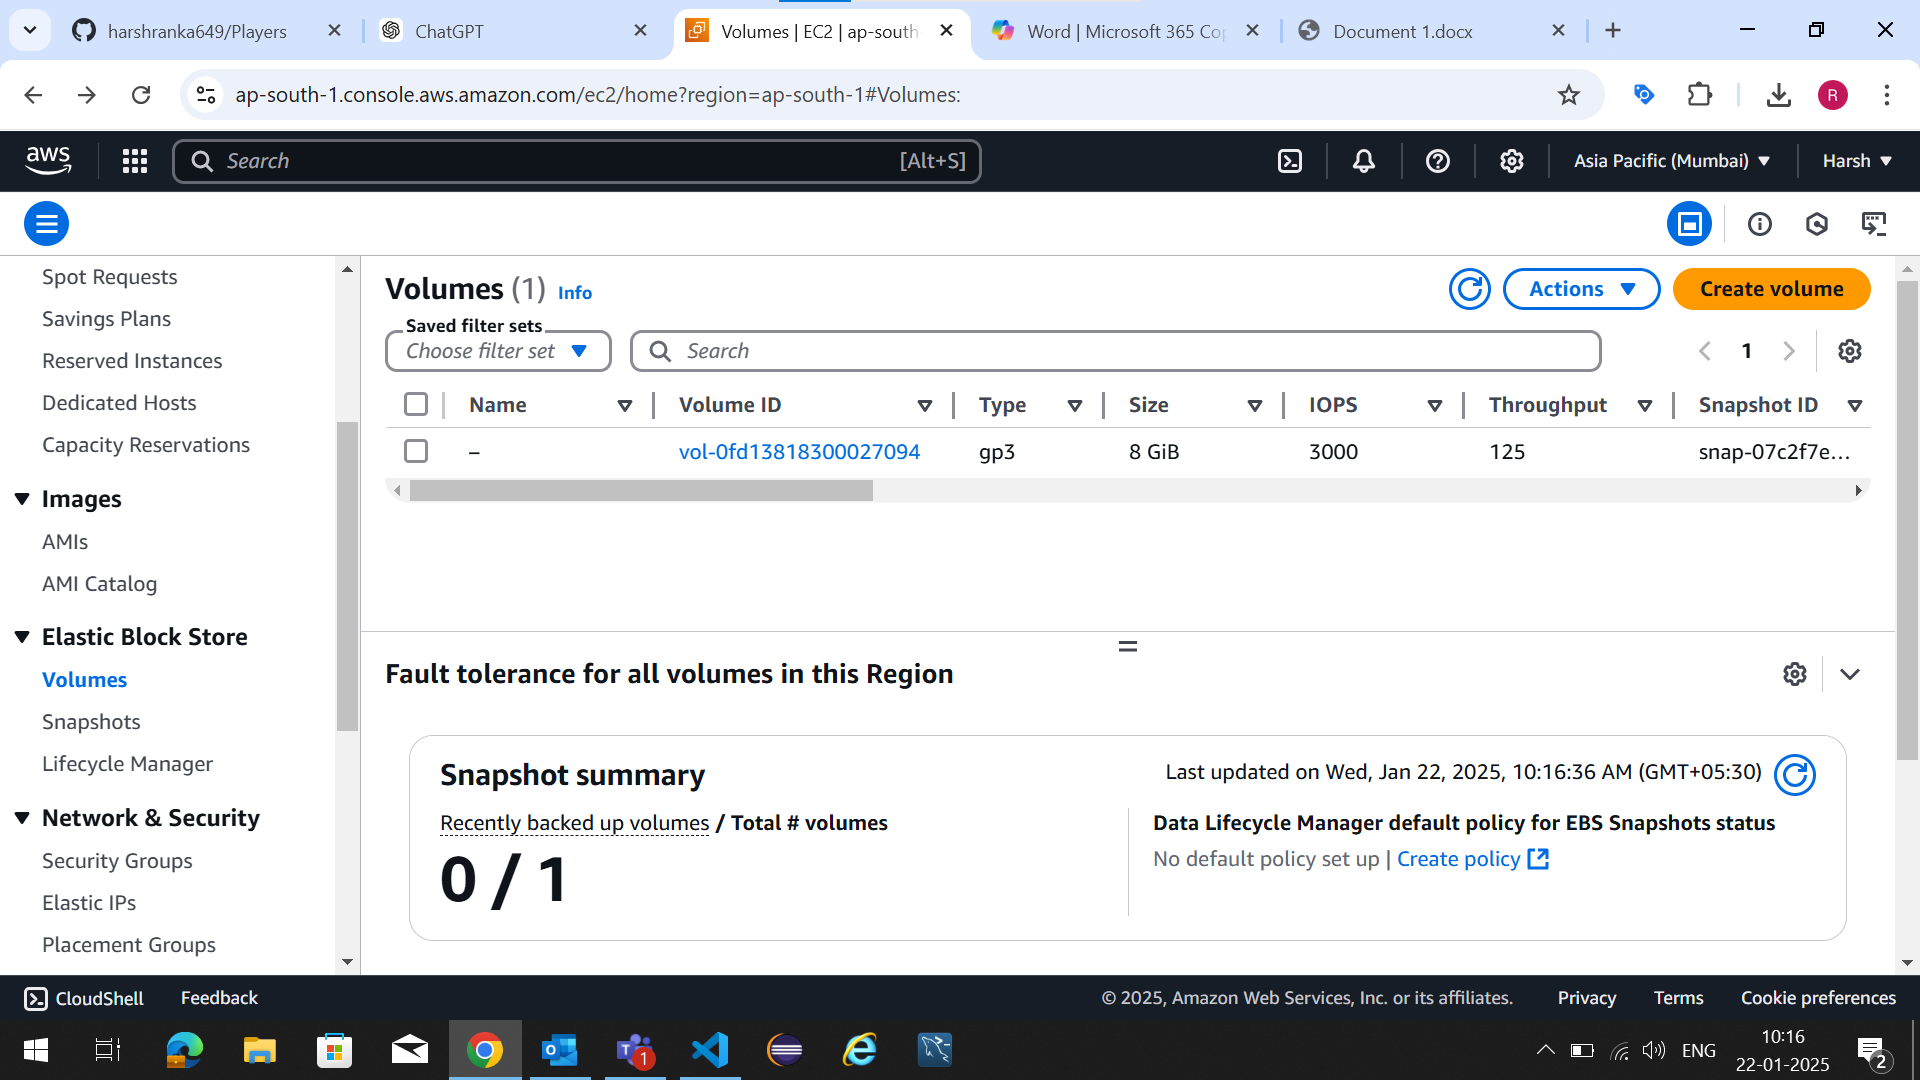 harshranka649/Players
ChatGPT
Volumes | EC2 | ap-south
Word | Microsoft 365 Cop
Document 1.docx
ap-south-1.console.aws.amazon.com/ec2/home?region=ap-south-1#Volumes:
R
aws
Search
[Alt+S]
Asia Pacific (Mumbai)
Harsh
Spot Requests
Savings Plans
Reserved Instances
Dedicated Hosts
Capacity Reservations
Images
AMIs
AMI Catalog
Elastic Block Store
Volumes
Snapshots
Lifecycle Manager
Network & Security
Security Groups
Elastic IPs
Placement Groups
Volumes (1) Info
Actions
Create volume
Saved filter sets
Choose filter set
Search
1
Name Volume ID Type Size IOPS Throughput Snapshot ID
– vol-0fd13818300027094 gp3 8 GiB 3000 125 snap-07c2f7e…
Fault tolerance for all volumes in this Region
Snapshot summary
Last updated on Wed, Jan 22, 2025, 10:16:36 AM (GMT+05:30)
Recently backed up volumes / Total # volumes
0 / 1
Data Lifecycle Manager default policy for EBS Snapshots status
No default policy set up | Create policy
CloudShell
Feedback
© 2025, Amazon Web Services, Inc. or its affiliates.
Privacy
Terms
Cookie preferences
1
ENG
10:16
22-01-2025
2